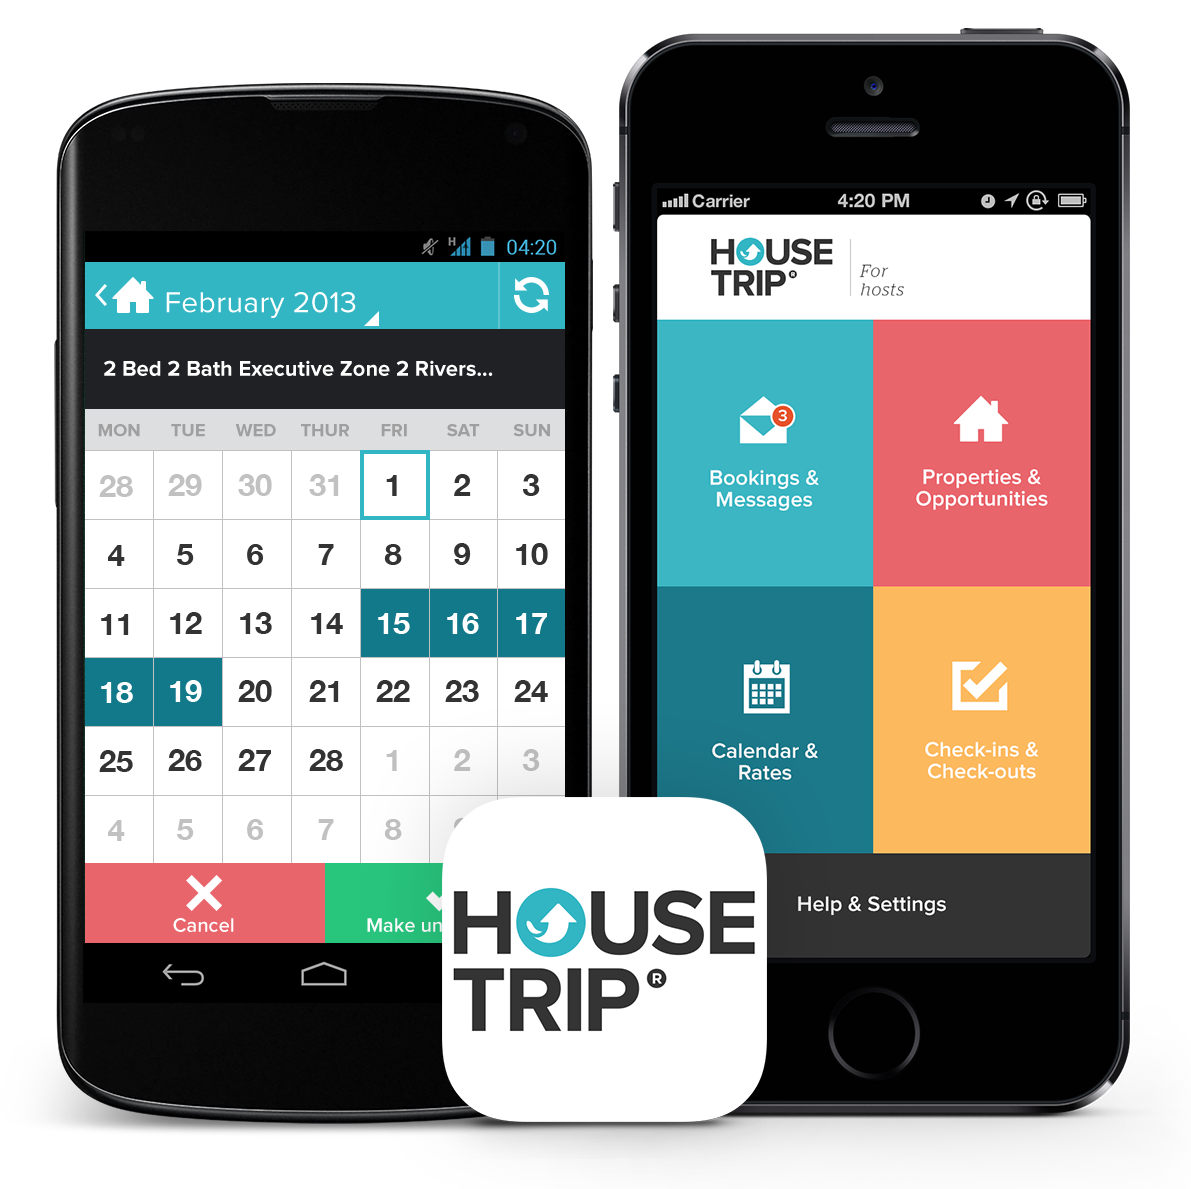 H 04:20
February 2013
2 Bed 2 Bath Executive Zone 2 Rivers...
MON TUE WED THUR FRI SAT SUN
28 29 30 31 1 2 3
4 5 6 7 8 9 10
11 12 13 14 15 16 17
18 19 20 21 22 23 24
25 26 27 28 1 2 3
4 5 6 7 8
Cancel
Make un
Carrier 4:20 PM
HOUSE
TRIP®
For
hosts
3
Bookings &
Messages
Properties &
Opportunities
Calendar &
Rates
Check-ins &
Check-outs
Help & Settings
HOUSE
TRIP®